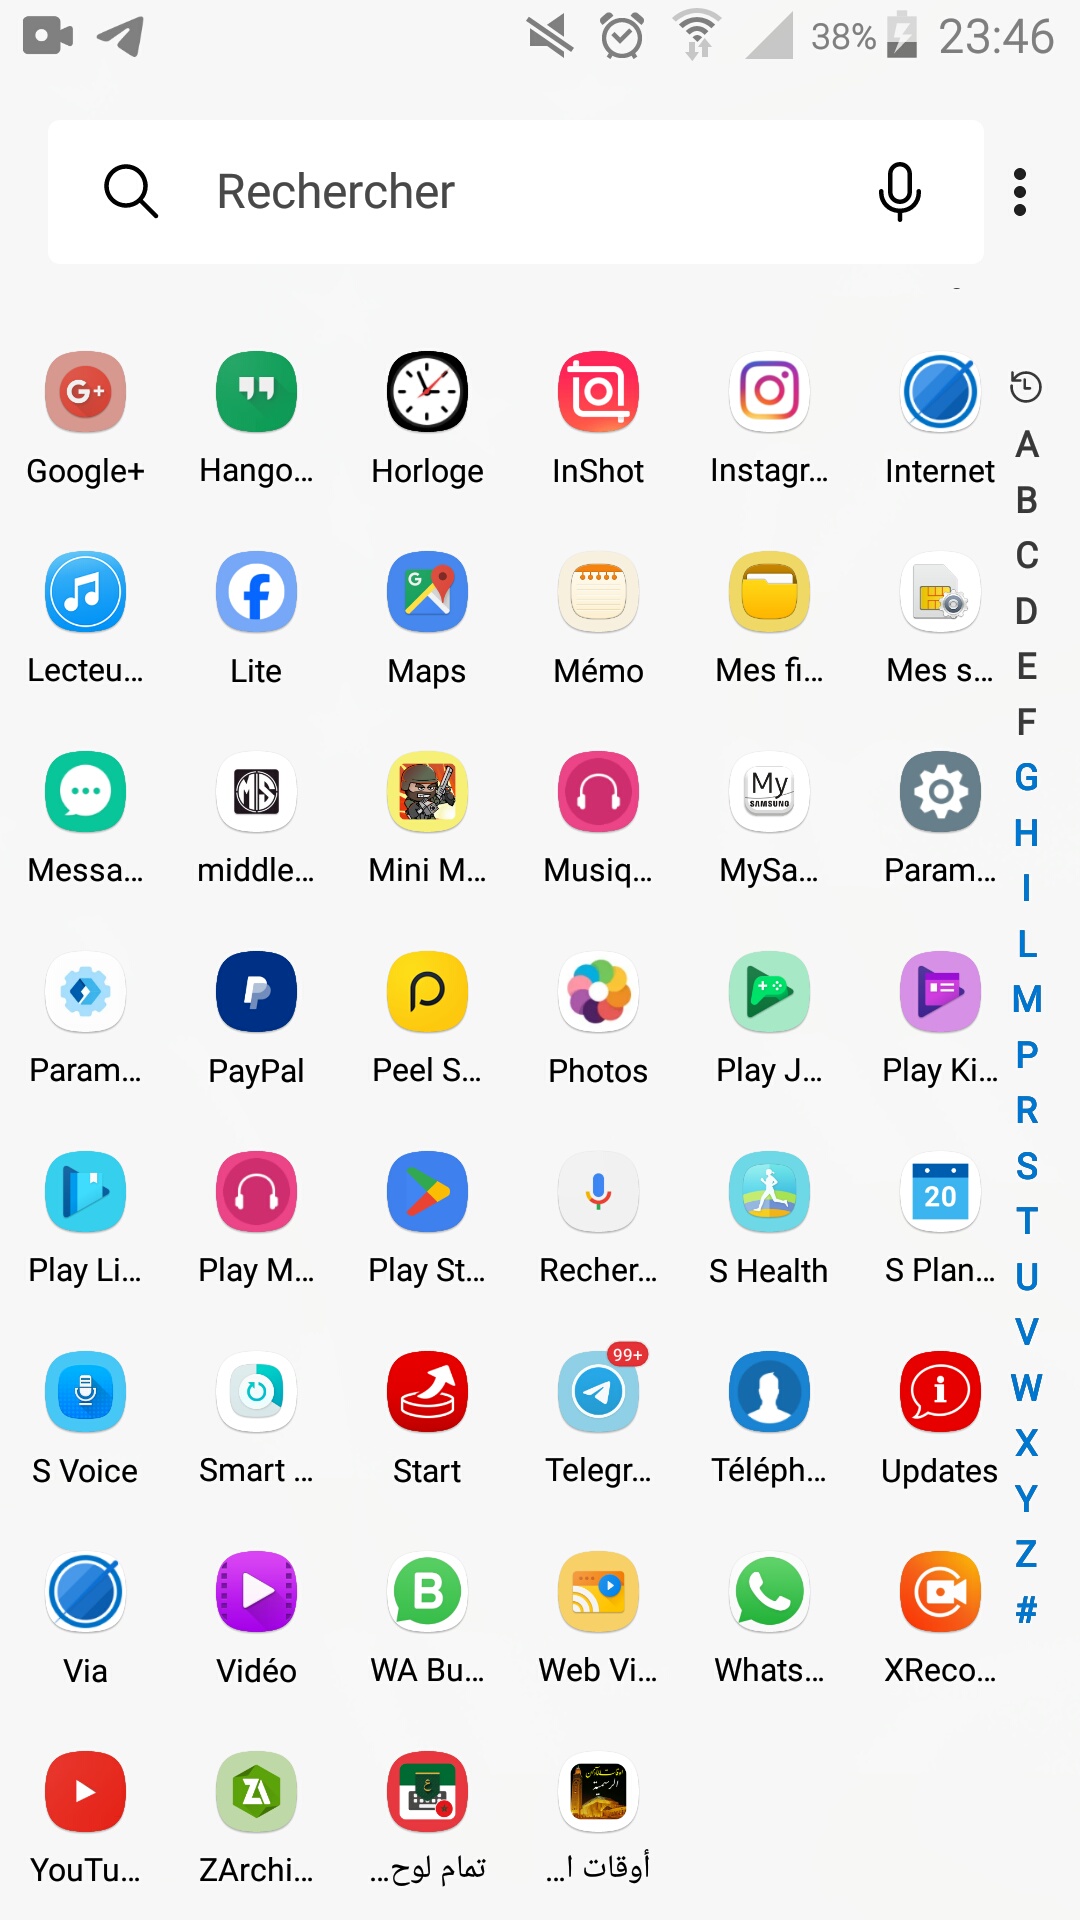 38% 23:46
Rechercher
Google+ Hango... Horloge InShot Instagr... Internet
A
B
C
D
E
F
G
H
I
L
M
P
R
S
T
U
V
W
X
Y
Z
#
Lecteu... Lite Maps Mémo Mes fi... Mes s...
Messa... middle... Mini M... Musiq... MySa... Param...
MS
My
SAMSUNG
Param... PayPal Peel S... Photos Play J... Play Ki...
Play Li... Play M... Play St... Recher... S Health S Plan...
20
99+
S Voice Smart ... Start Telegr... Téléph... Updates
Via Vidéo WA Bu... Web Vi... Whats... XReco...
YouTu... ZArchi... تمام لوح... أوقات ا...